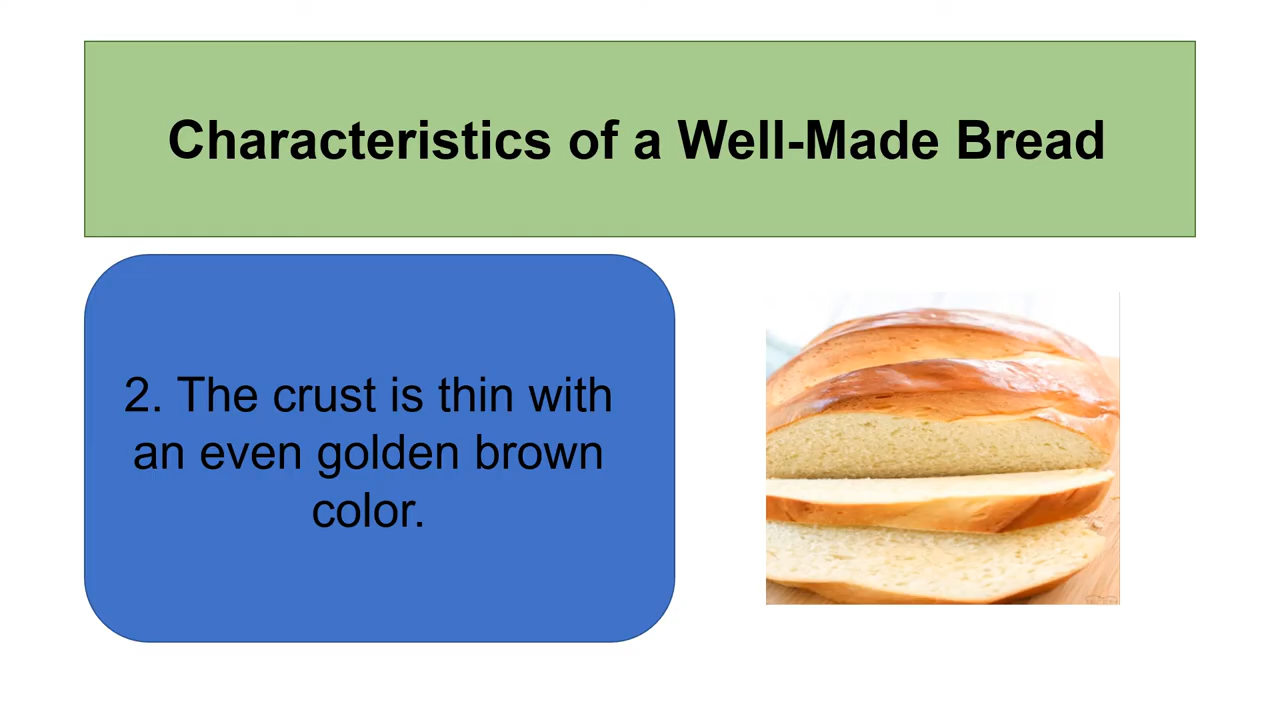 Characteristics of a Well-Made Bread
2. The crust is thin with
an even golden brown
color.